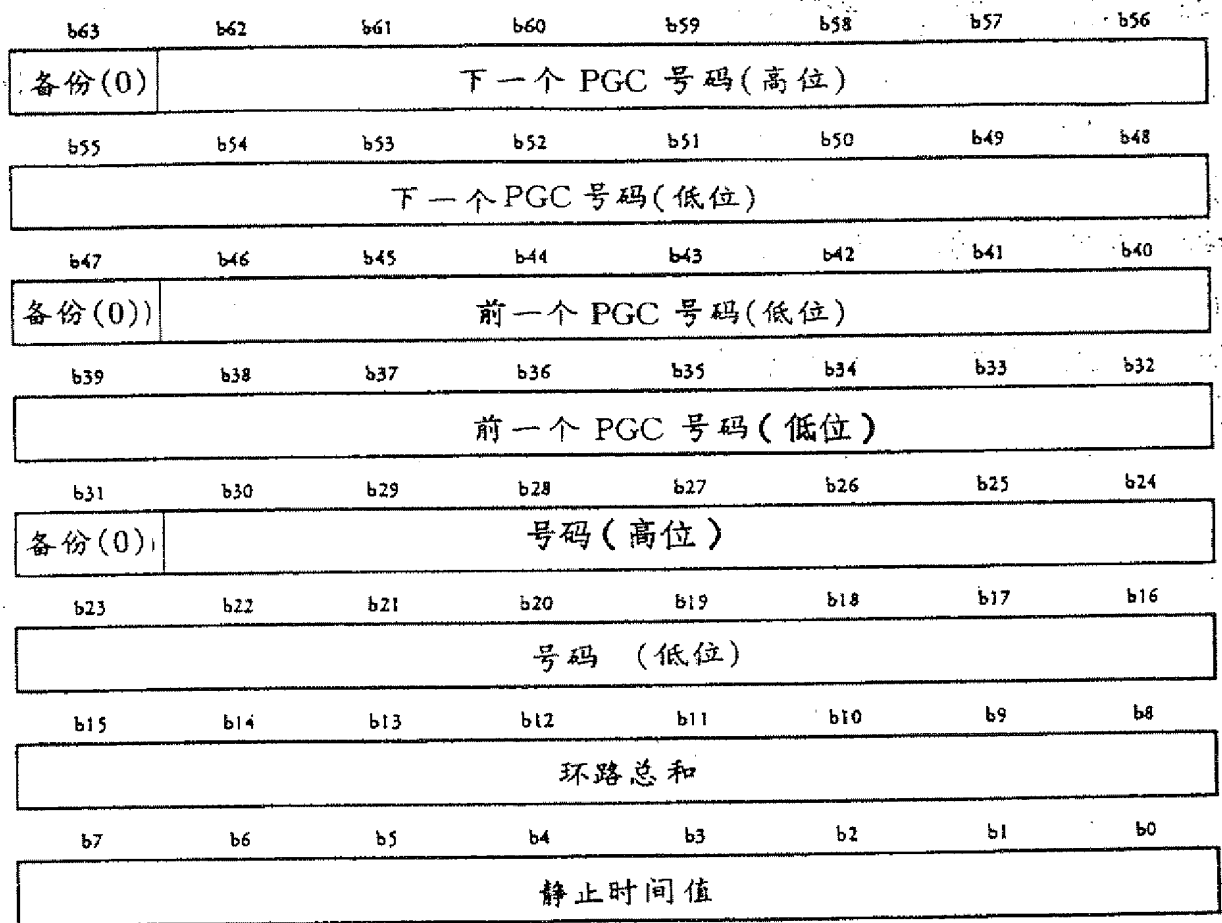 b63 b62 b61 b60 b59 b58 b57 b56
备份(0) 下一个 PGC 号码(高位)
b55 b54 b53 b52 b51 b50 b49 b48
下一个PGC 号码(低位)
b47 b46 b45 b44 b43 b42 b41 b40
备份(0)) 前一个 PGC 号码(低位)
b39 b38 b37 b36 b35 b34 b33 b32
前一个 PGC 号码(低位)
b31 b30 b29 b28 b27 b26 b25 b24
备份(0) 号码(高位)
b23 b22 b21 b20 b19 b18 b17 b16
号码 (低位)
b15 b14 b13 b12 b11 b10 b9 b8
环路总和
b7 b6 b5 b4 b3 b2 b1 b0
静止时间值